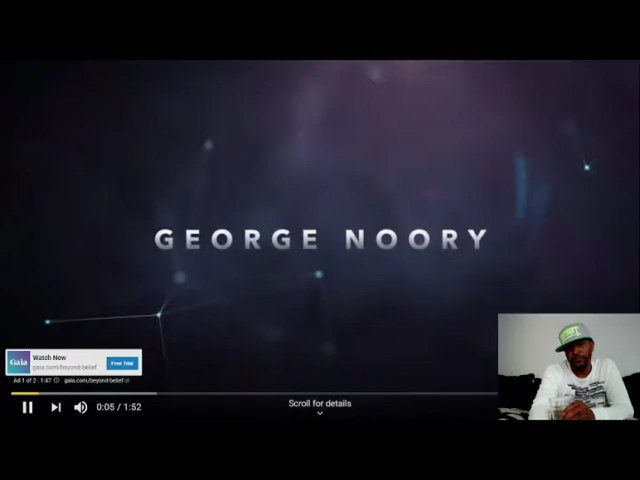 GEORGE NOORY
Gaia
Watch Now
gaia.com/beyond-belief
Free Trial
Ad 1 of 2 · 1:47
gaia.com/beyond-belief
0:05 / 1:52
Scroll for details